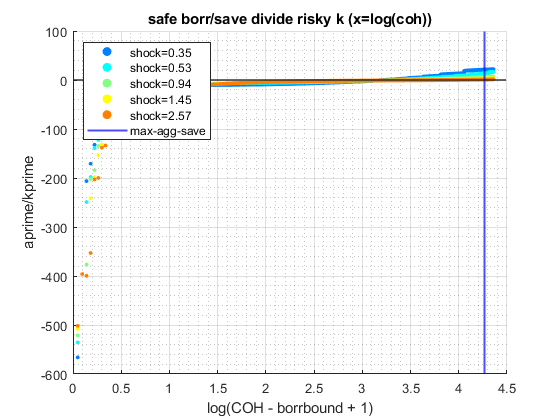 safe borr/save divide risky k (x=log(coh))
100
0
-100
-200
-300
-400
-500
-600
aprime/kprime
shock=0.35
shock=0.53
shock=0.94
shock=1.45
shock=2.57
max-agg-save
0
0.5
1
1.5
2
2.5
3
3.5
4
4.5
log(COH - borrbound + 1)